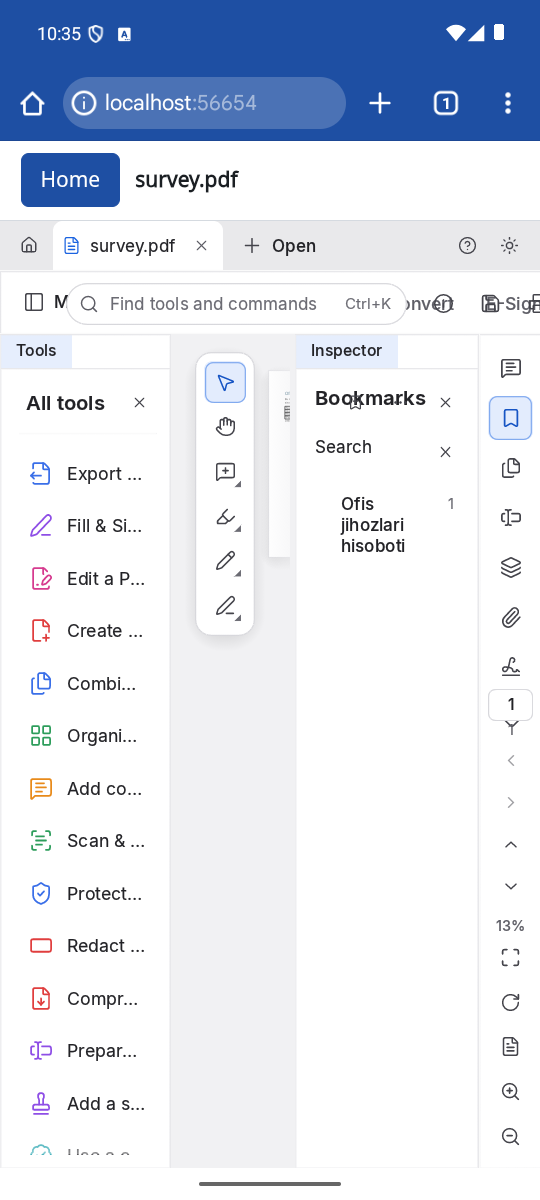 10:35
localhost:56654
1
Home
survey.pdf
survey.pdf
Open
M
Find tools and commands
Ctrl+K
Tools
Inspector
All tools
Bookmarks
Search
Export ...
Ofis
jihozlari
hisoboti
1
Fill & Si...
Edit a P...
Create ...
Combi...
Organi...
Add co...
Scan & ...
Protect...
Redact ...
Compr...
Prepar...
Add a s...
1
13%